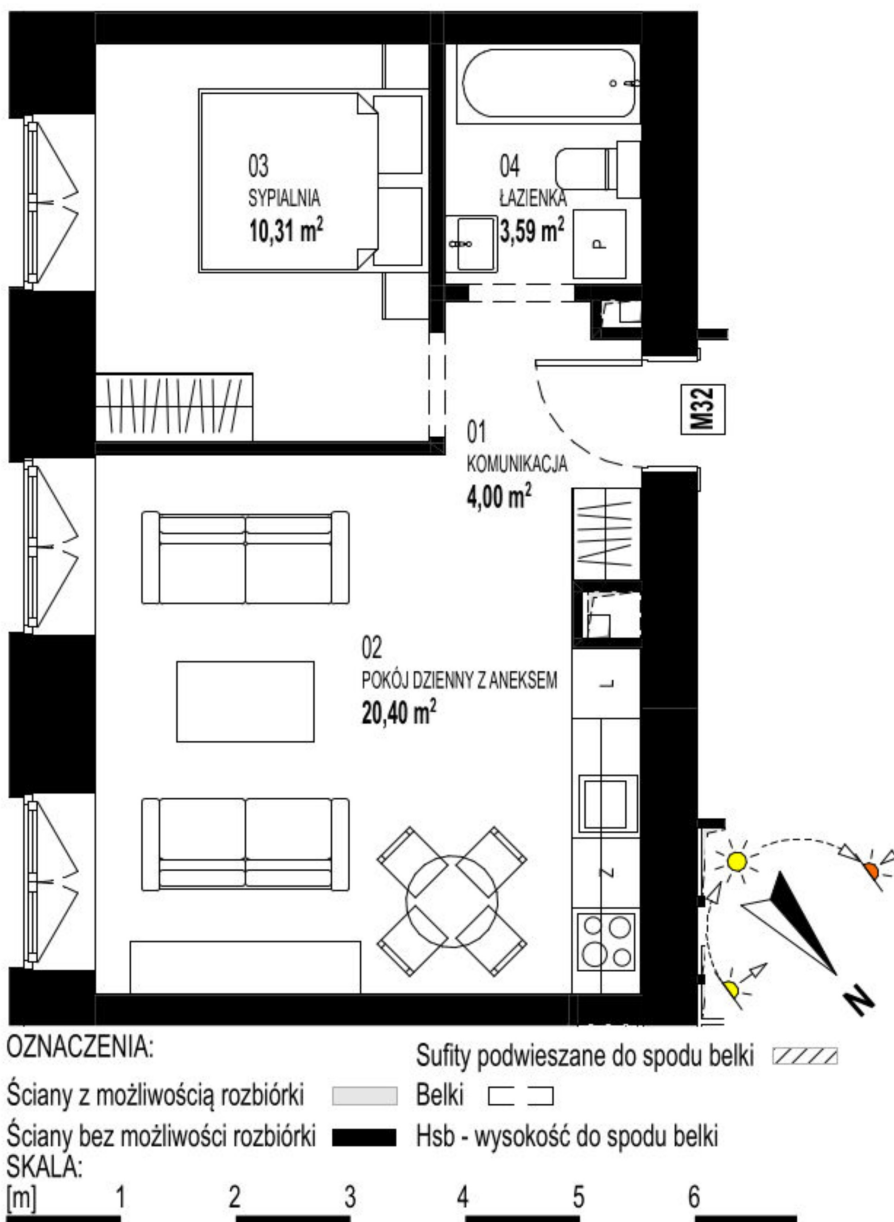 03
SYPIALNIA
10,31 m²
04
ŁAZIENKA
3,59 m²
P
M32
01
KOMUNIKACJA
4,00 m²
02
POKÓJ DZIENNY Z ANEKSEM
20,40 m²
L
Z
N
OZNACZENIA:
Sufity podwieszane do spodu belki
Ściany z możliwością rozbiórki
Belki
Ściany bez możliwości rozbiórki
Hsb - wysokość do spodu belki
SKALA:
[m] 1 2 3 4 5 6